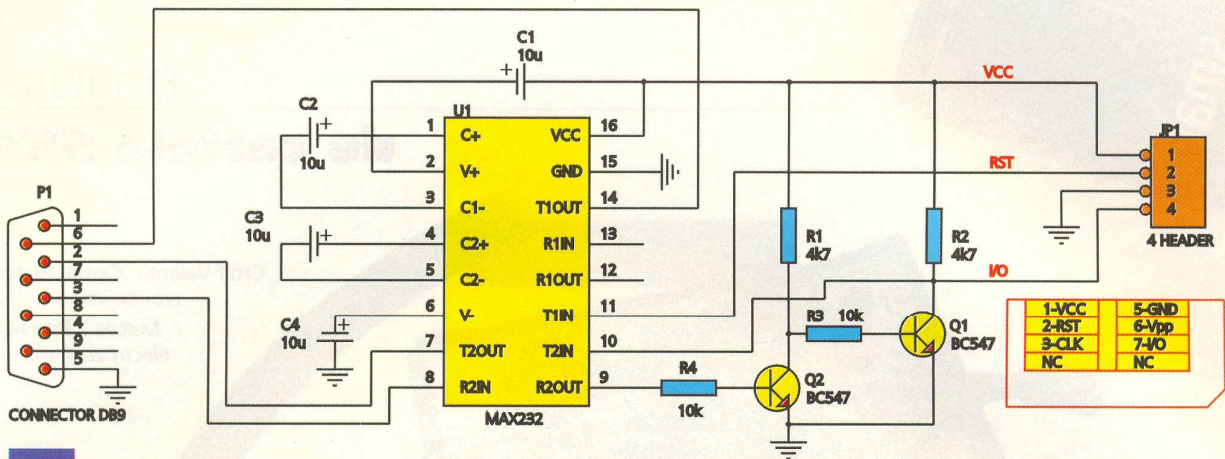 C1
10u
C2
10u
U1
1 C+ VCC 16
2 V+ GND 15
3 C1- T1OUT 14
4 C2+ R1IN 13
5 C2- R1OUT 12
6 V- T1IN 11
7 T2OUT T2IN 10
8 R2IN R2OUT 9
MAX232
C3
10u
C4
10u
P1
1
6
2
7
3
8
4
9
5
CONNECTOR DB9
VCC
RST
I/O
JP1
1
2
3
4
4 HEADER
R1
4k7
R2
4k7
R3 10k
R4
10k
Q1
BC547
Q2
BC547
1-VCC 5-GND
2-RST 6-Vpp
3-CLK 7-I/O
NC NC